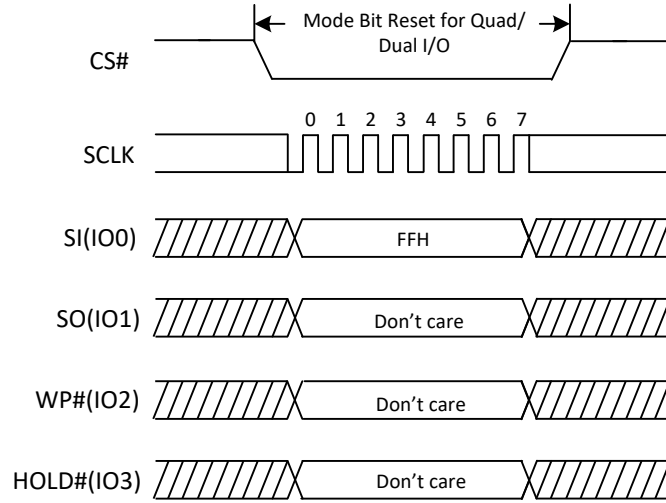 Mode Bit Reset for Quad/
Dual I/O
CS#
0 1 2 3 4 5 6 7
SCLK
SI(IO0)
FFH
SO(IO1)
Don’t care
WP#(IO2)
Don’t care
HOLD#(IO3)
Don’t care